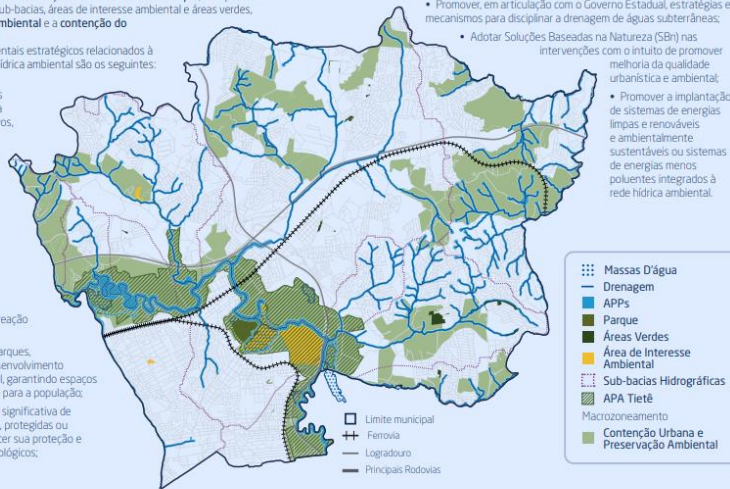 sub-bacias, áreas de interesse ambiental e áreas verdes,
ambiental e a contenção do
entais estratégicos relacionados à
hídrica ambiental são os seguintes:
s
a
os,
reação
arques,
senvolvimento
l, garantindo espaços
para a população;
significativa de
, protegidas ou
cer sua proteção e
ológicos;
• Promover, em articulação com o Governo Estadual, estratégias e
mecanismos para disciplinar a drenagem de águas subterrâneas;
• Adotar Soluções Baseadas na Natureza (SBn) nas
intervenções com o intuito de promover
melhoria da qualidade
urbanística e ambiental;
• Promover a implantação
de sistemas de energias
limpas e renováveis
e ambientalmente
sustentáveis ou sistemas
de energias menos
poluentes integrados à
rede hídrica ambiental.
Massas D'água
Drenagem
APPs
Parque
Áreas Verdes
Área de Interesse
Ambiental
Sub-bacias Hidrográficas
APA Tietê
Macrozoneamento
Contenção Urbana e
Preservação Ambiental
Limite municipal
Ferrovia
Logradouro
Principais Rodovias